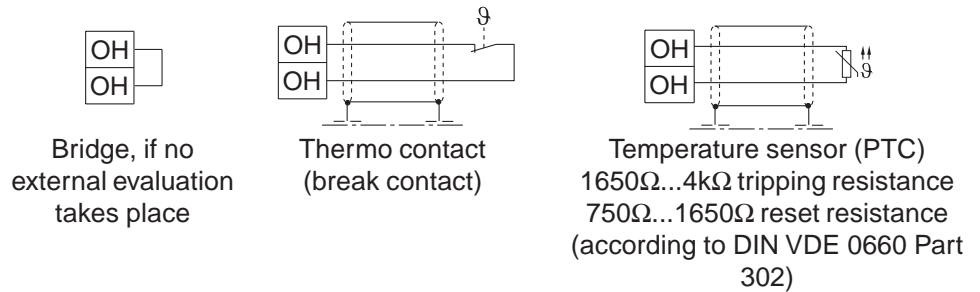 OH
OH
Bridge, if no
external evaluation
takes place
ϑ
OH
OH
Thermo contact
(break contact)
OH
OH
ϑ
Temperature sensor (PTC)
1650Ω...4kΩ tripping resistance
750Ω...1650Ω reset resistance
(according to DIN VDE 0660 Part
302)